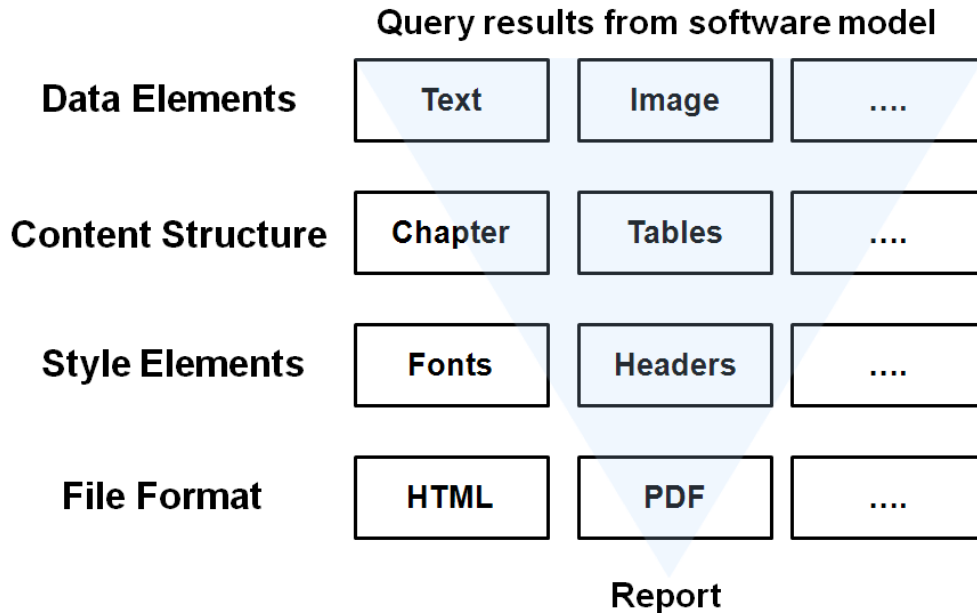 Query results from software model
Data Elements Text Image ....
Content Structure Chapter Tables ....
Style Elements Fonts Headers ....
File Format HTML PDF ....
Report